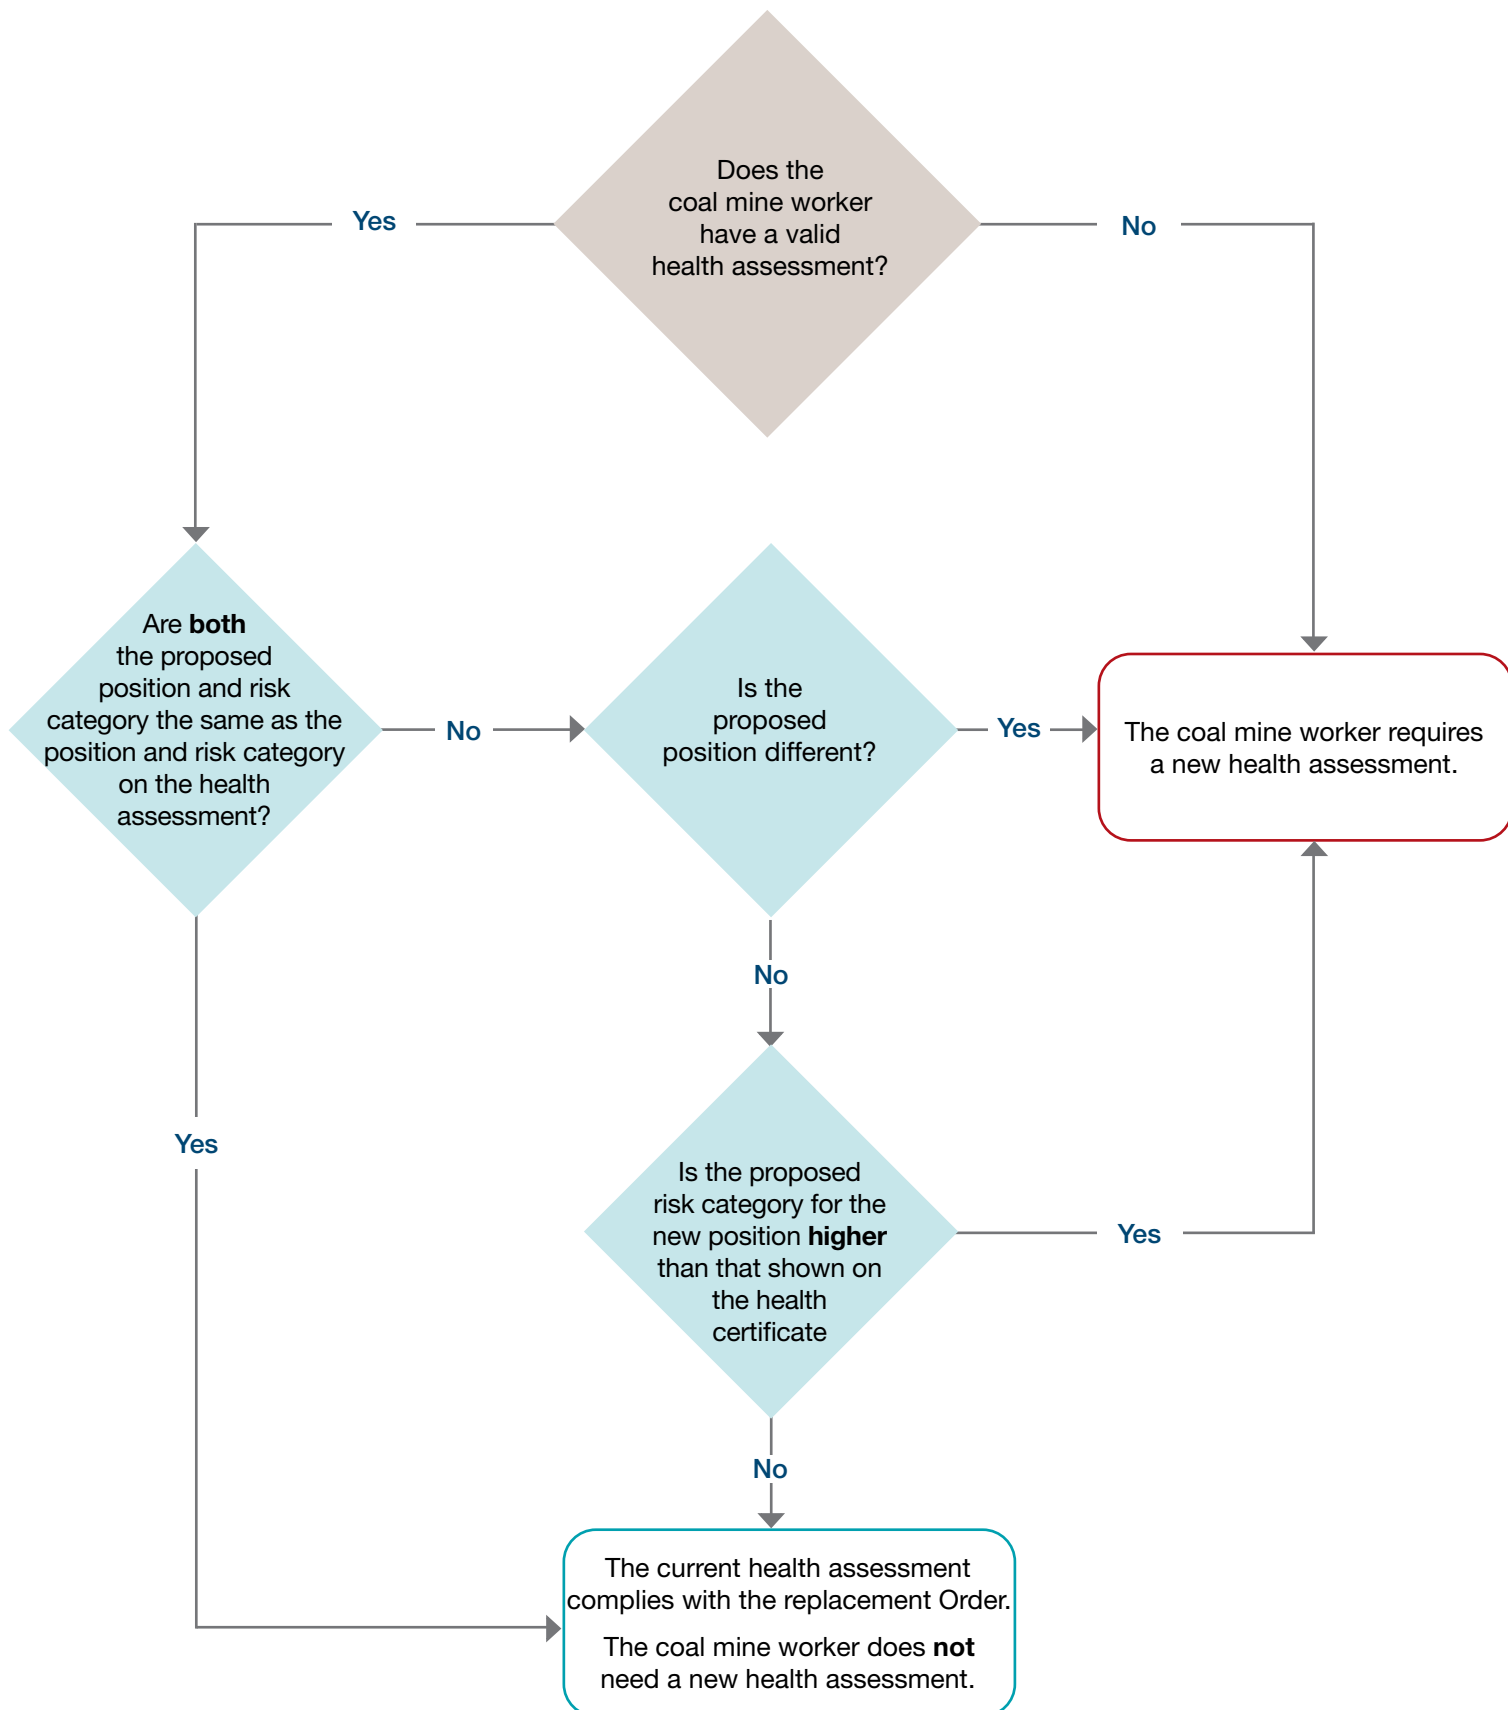 Does the
coal mine worker
have a valid
health assessment?
Yes
No
Are both
the proposed
position and risk
category the same as the
position and risk category
on the health
assessment?
No
Is the
proposed
position different?
Yes
The coal mine worker requires
a new health assessment.
No
Yes
Is the proposed
risk category for the
new position higher
than that shown on
the health
certificate
Yes
No
The current health assessment
complies with the replacement Order.
The coal mine worker does not
need a new health assessment.